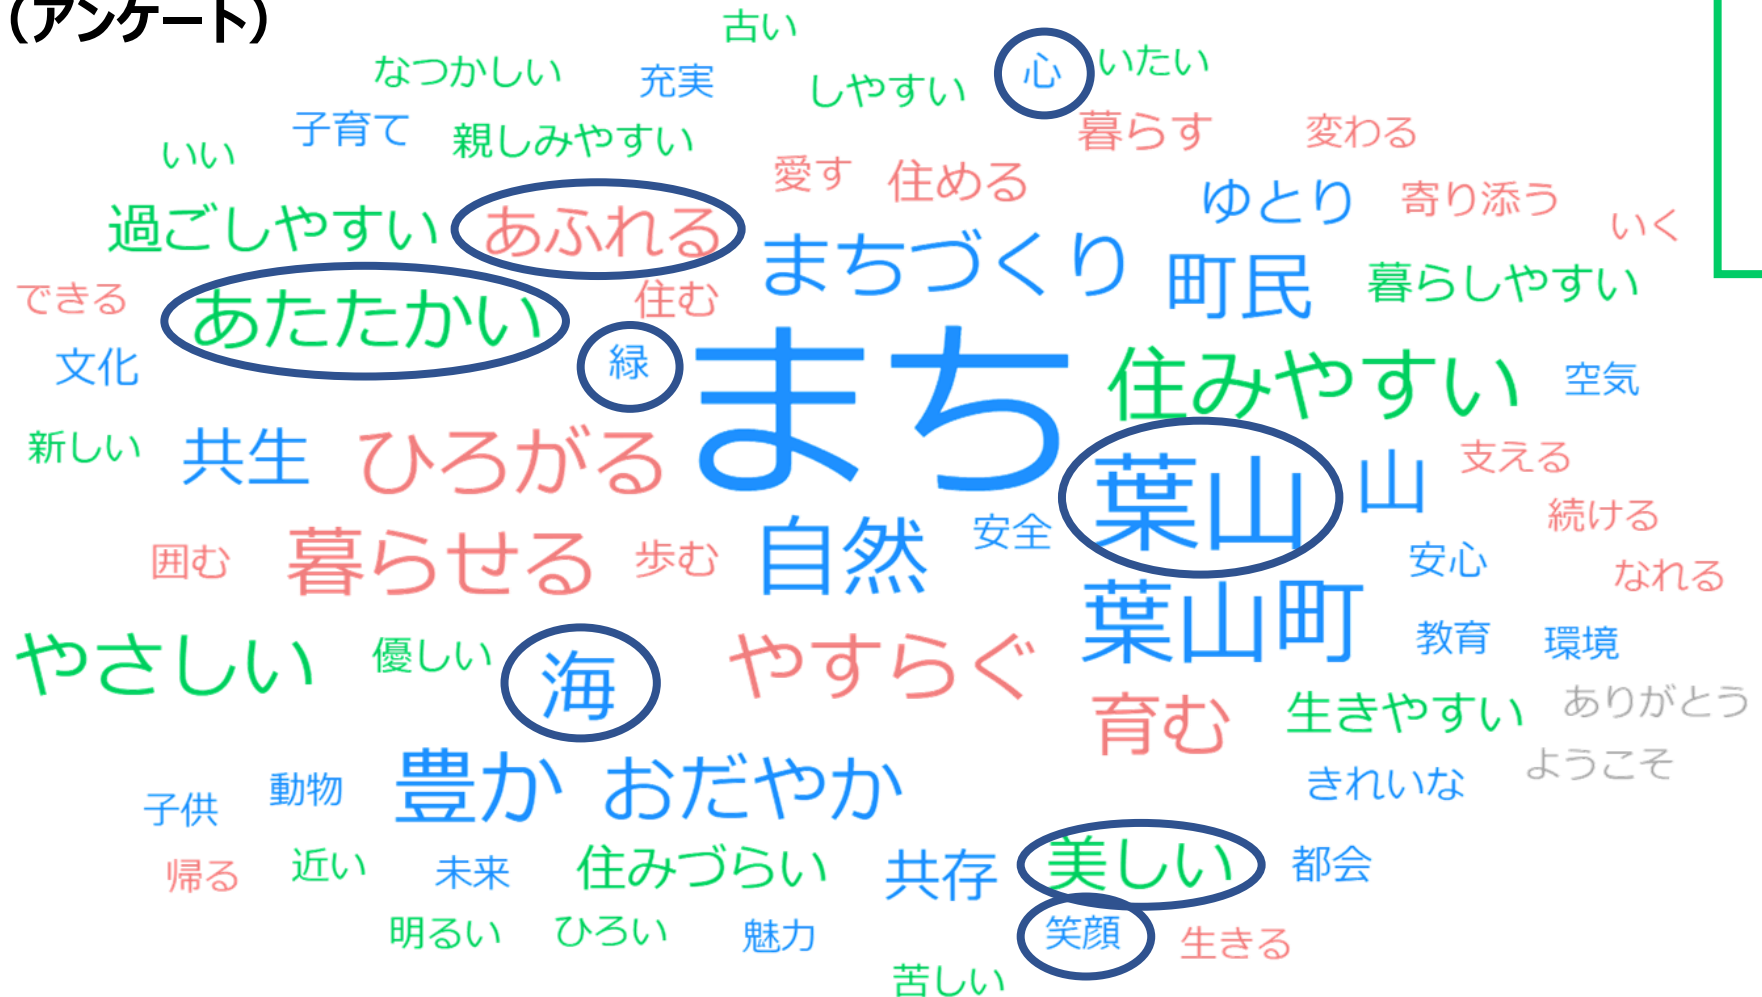 （アンケート）
古い
なつかしい 充実 しやすい 心 いたい
子育て 親しみやすい 暮らす 変わる
いい 愛す 住める ゆとり 寄り添う
過ごしやすい あふれる まちづくり 町民 いく
できる あたたかい 住む 暮らしやすい
文化 緑 まち 住みやすい 空気
新しい 共生 ひろがる 葉山 山 支える
囲む 暮らせる 歩む 自然 安全 安心 続ける
なれる
やさしい 優しい 海 やすらぐ 葉山町 教育 環境
育む 生きやすい ありがとう
子供 動物 豊か おだやか きれいな ようこそ
帰る 近い 未来 住みづらい 共存 美しい 都会
明るい ひろい 魅力 笑顔 生きる
苦しい